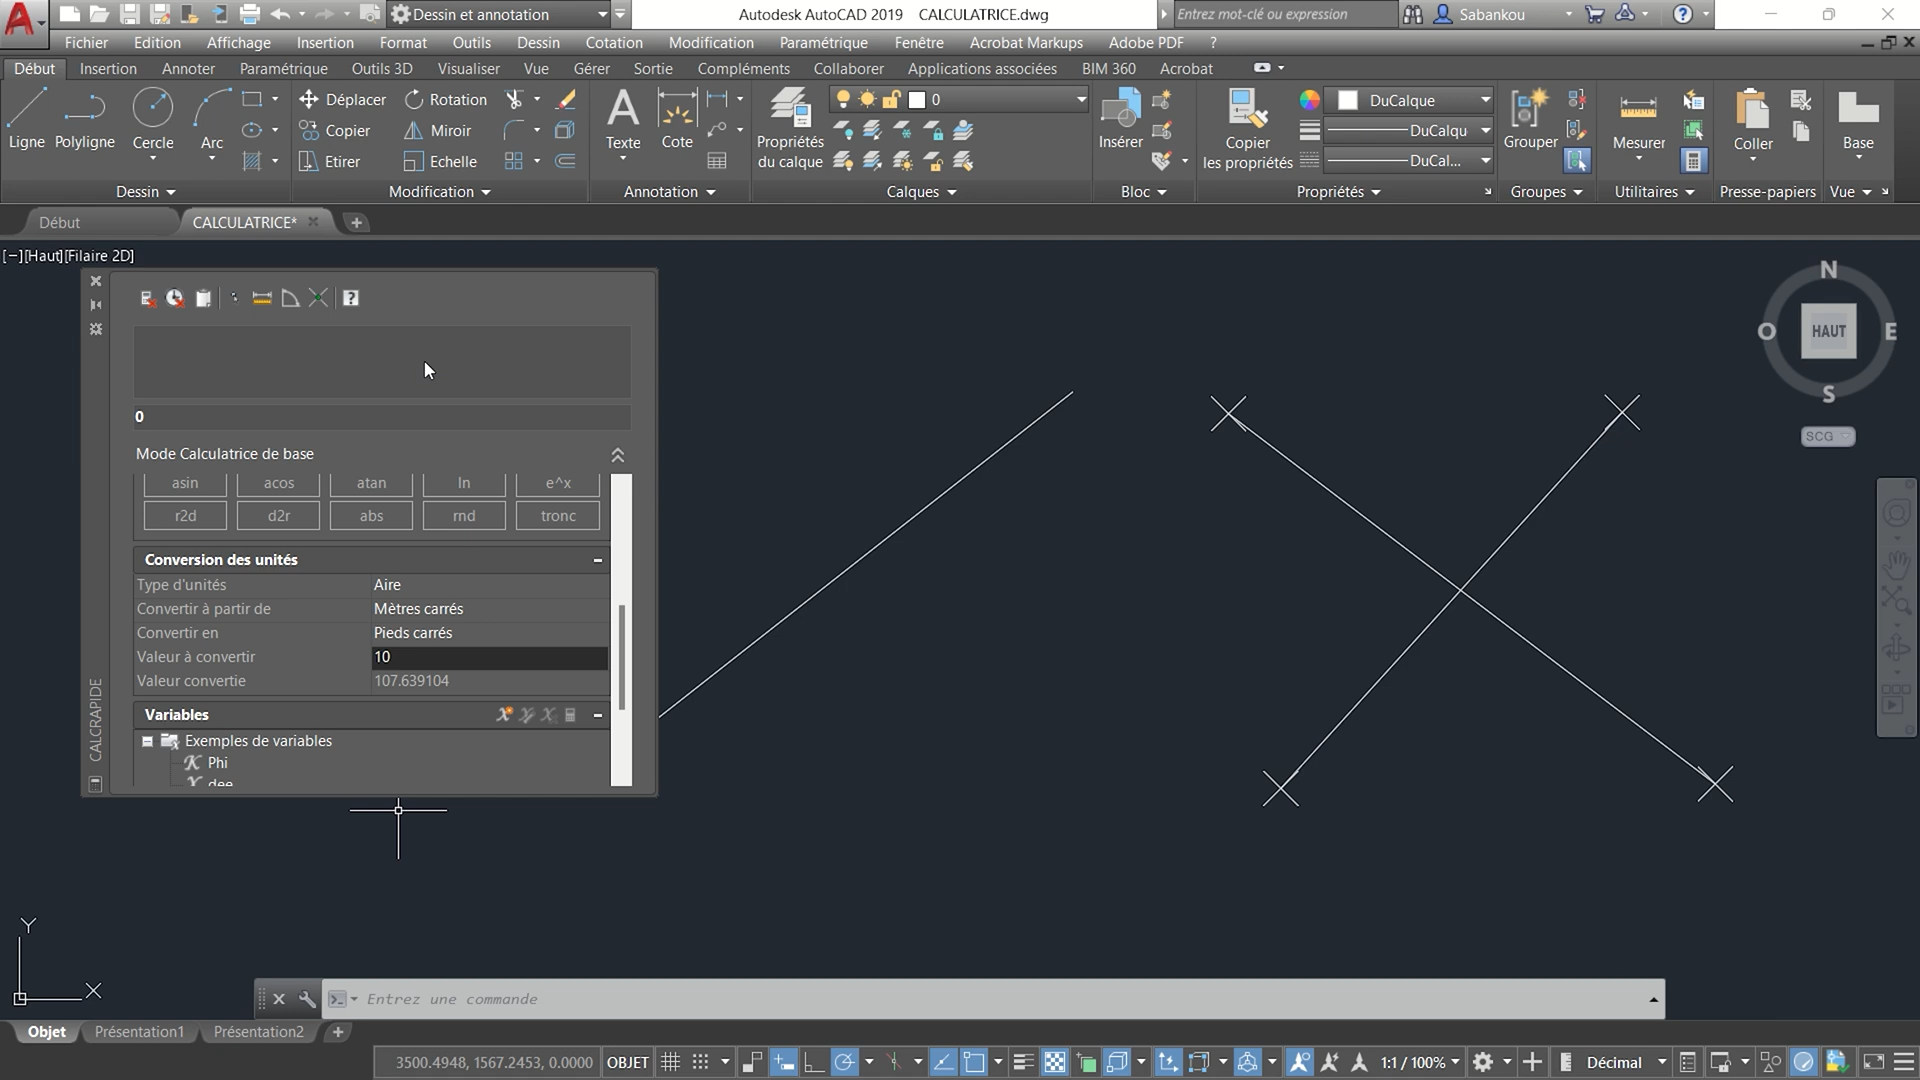 Dessin et annotation
Autodesk AutoCAD 2019 CALCULATRICE.dwg
Entrez mot-clé ou expression
Sabankou
Fichier Edition Affichage Insertion Format Outils Dessin Cotation Modification Paramétrique Fenêtre Acrobat Markups Adobe PDF ?
Début Insertion Annoter Paramétrique Outils 3D Visualiser Vue Gérer Sortie Compléments Collaborer Applications associées BIM 360 Acrobat
Ligne Polyligne Cercle Arc
Déplacer Rotation
Copier Miroir
Etirer Echelle
Texte Cote
Propriétés
du calque
0
Insérer
Copier
les propriétés
DuCalque
DuCalqu
DuCal...
Grouper
Mesurer
Coller
Base
Dessin Modification Annotation Calques Bloc Propriétés Groupes Utilitaires Presse-papiers Vue
Début CALCULATRICE*
[−][Haut][Filaire 2D]
0
Mode Calculatrice de base
asin acos atan ln e^x
r2d d2r abs rnd tronc
Conversion des unités
Type d'unités Aire
Convertir à partir de Mètres carrés
Convertir en Pieds carrés
Valeur à convertir 10
Valeur convertie 107.639104
Variables
Exemples de variables
Phi
dee
CALCRAPIDE
N
O HAUT E
S
SCG
Y
X
Entrez une commande
Objet Présentation1 Présentation2
3500.4948, 1567.2453, 0.0000 OBJET 1:1 / 100% Décimal